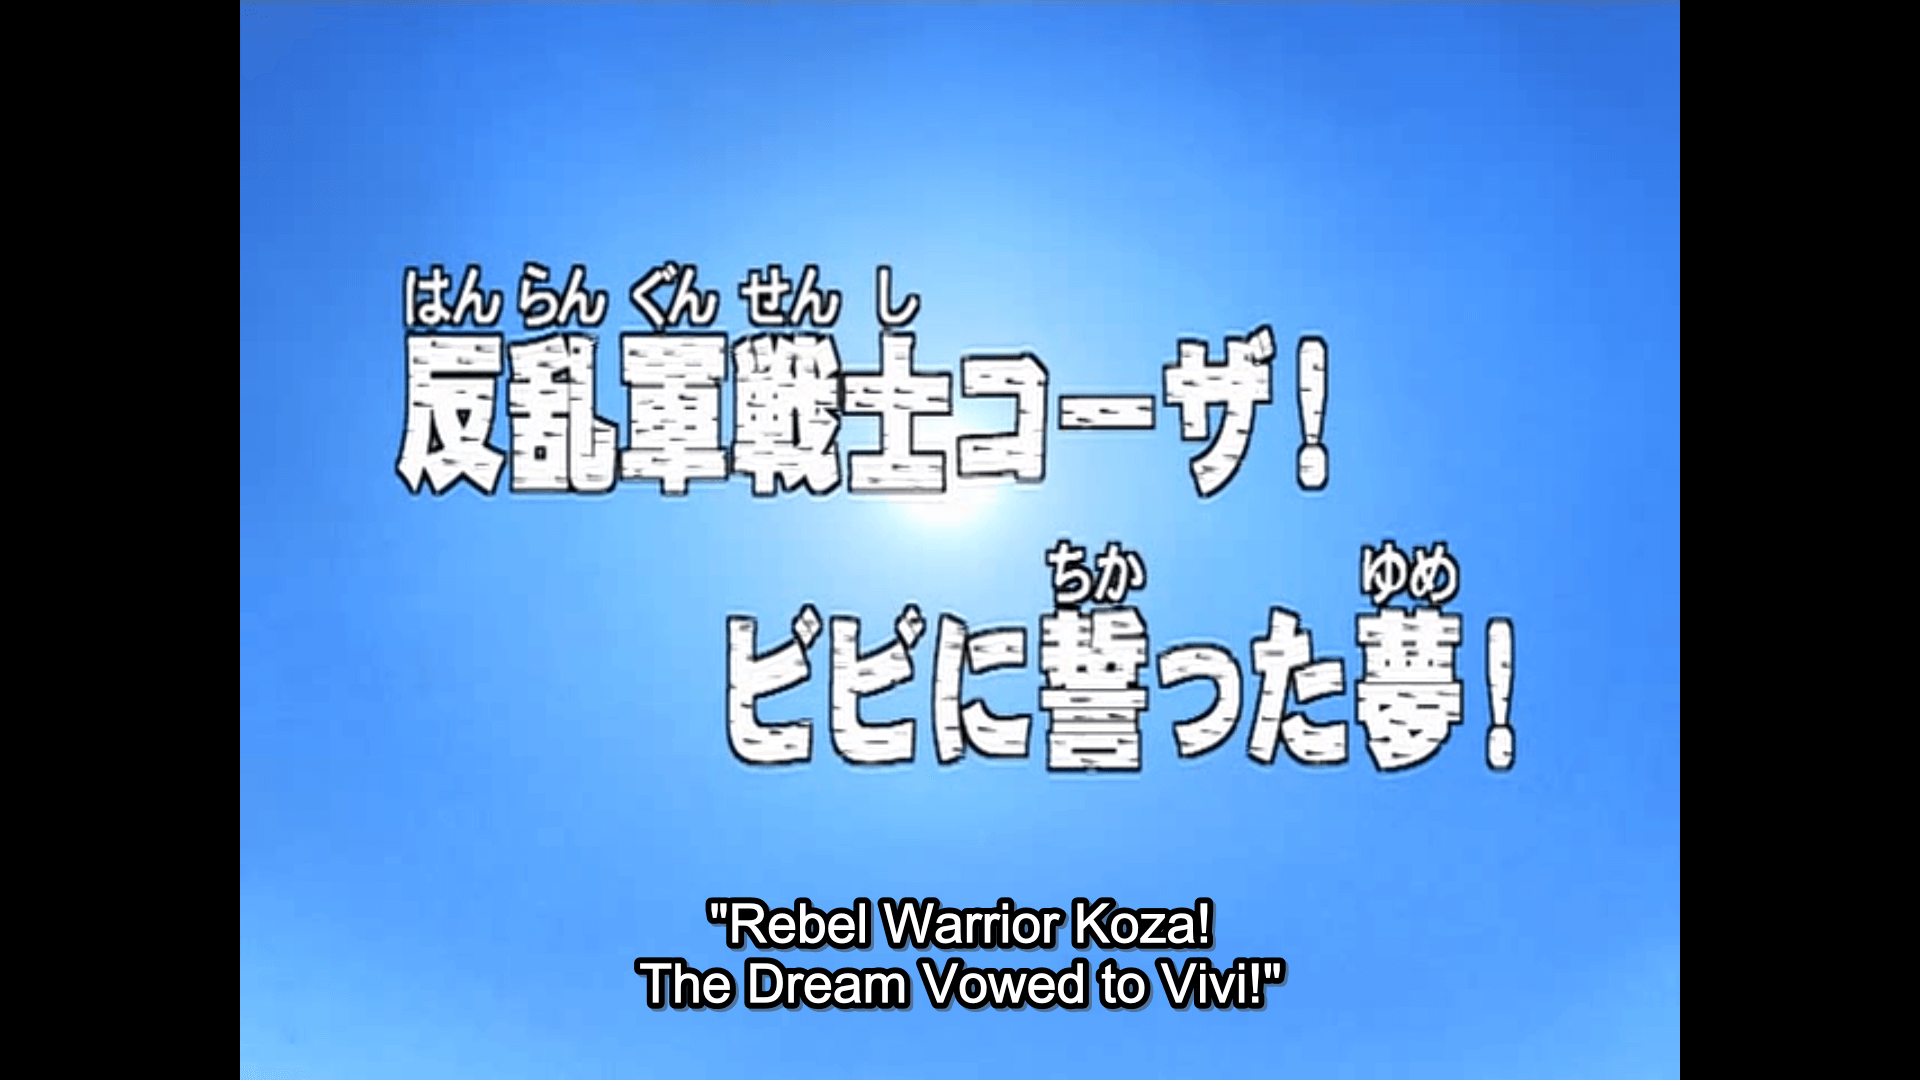 はんらんぐんせんし
反乱軍戦士コーザ!
ちか ゆめ
ビビに誓った夢!
"Rebel Warrior Koza!
The Dream Vowed to Vivi!"